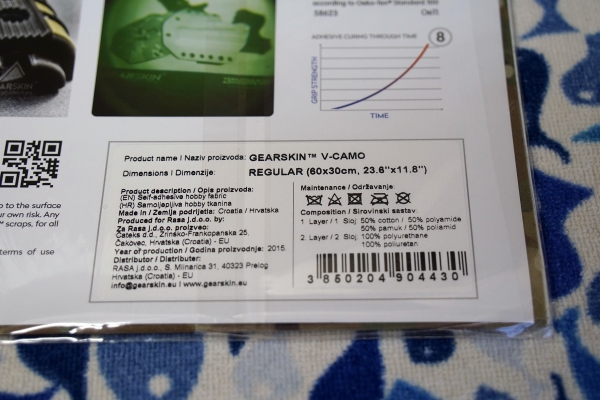 according to Oeko-Tex® Standard 100
58625
Oeti
ADHESIVE CURING THROUGH TIME
8
GRIP STRENGTH
TIME
to the surface
our own risk. Any
scraps, for all
terms of use
Product name / Naziv proizvoda: GEARSKIN™ V-CAMO
Dimensions / Dimenzije: REGULAR (60x30cm, 23.6"x11.8")
Product description / Opis proizvoda:
(EN) Self-adhesive hobby fabric
(HR) Samoljepljiva hobby tkanina
Made in / Zemlja podrijetla: Croatia / Hrvatska
Produced for Rasa j.d.o.o. by:
Za Rasa j.d.o.o. proizveo:
Čateks d.d., Zrinsko-Frankopanska 25,
Čakovec, Hrvatska (Croatia) - EU
Year of production / Godina proizvodnje: 2015.
Distributor / Distributer:
RASA j.d.o.o., S. Mlinarica 31, 40323 Prelog
Hrvatska (Croatia) - EU
info@gearskin.eu | www.gearskin.eu
Maintenance / Održavanje:
Composition / Sirovinski sastav:
1 Layer / 1 Sloj: 50% cotton / 50% polyamide
50% pamuk / 50% poliamid
2 Layer / 2 Sloj: 100% polyurethane
100% poliuretan
3 850204 904430